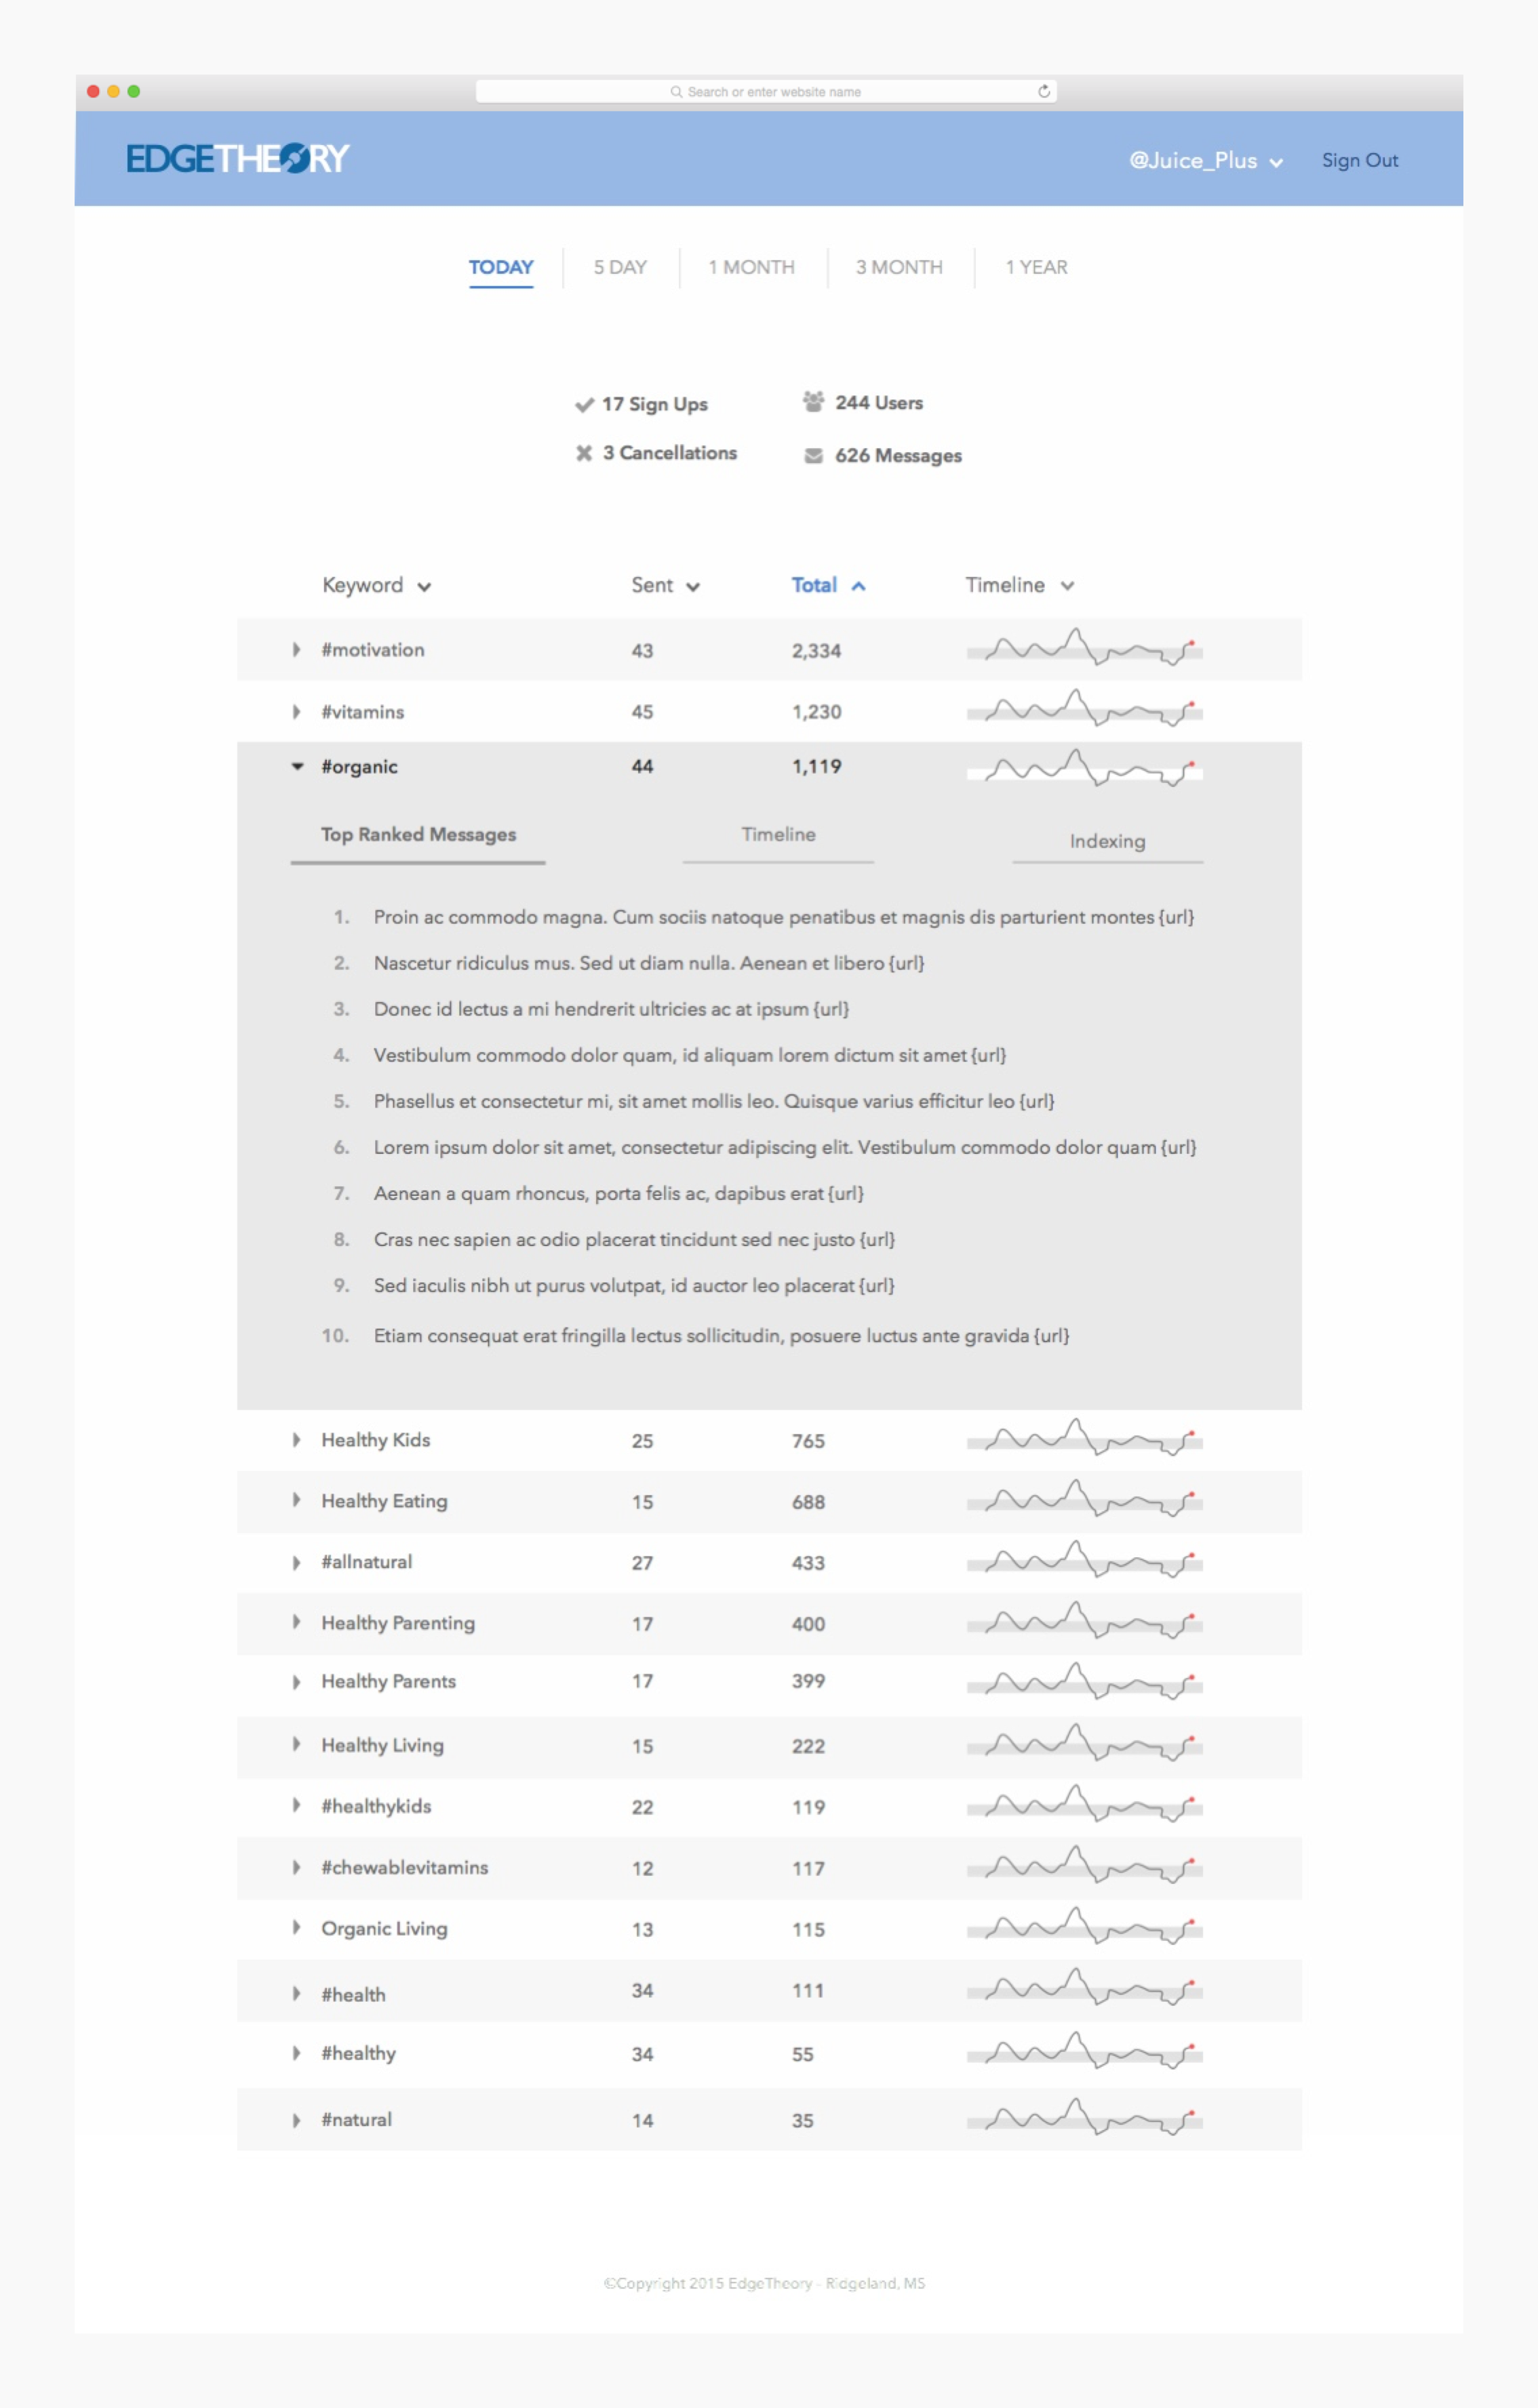 Search or enter website name
EDGETHEORY
@Juice_Plus
Sign Out
TODAY 5 DAY 1 MONTH 3 MONTH 1 YEAR
17 Sign Ups 244 Users
3 Cancellations 626 Messages
Keyword Sent Total Timeline
#motivation 43 2,334
#vitamins 45 1,230
#organic 44 1,119
Top Ranked Messages Timeline Indexing
1. Proin ac commodo magna. Cum sociis natoque penatibus et magnis dis parturient montes {url}
2. Nascetur ridiculus mus. Sed ut diam nulla. Aenean et libero {url}
3. Donec id lectus a mi hendrerit ultricies ac at ipsum {url}
4. Vestibulum commodo dolor quam, id aliquam lorem dictum sit amet {url}
5. Phasellus et consectetur mi, sit amet mollis leo. Quisque varius efficitur leo {url}
6. Lorem ipsum dolor sit amet, consectetur adipiscing elit. Vestibulum commodo dolor quam {url}
7. Aenean a quam rhoncus, porta felis ac, dapibus erat {url}
8. Cras nec sapien ac odio placerat tincidunt sed nec justo {url}
9. Sed iaculis nibh ut purus volutpat, id auctor leo placerat {url}
10. Etiam consequat erat fringilla lectus sollicitudin, posuere luctus ante gravida {url}
Healthy Kids 25 765
Healthy Eating 15 688
#allnatural 27 433
Healthy Parenting 17 400
Healthy Parents 17 399
Healthy Living 15 222
#healthykids 22 119
#chewablevitamins 12 117
Organic Living 13 115
#health 34 111
#healthy 34 55
#natural 14 35
©Copyright 2015 EdgeTheory - Ridgeland, MS